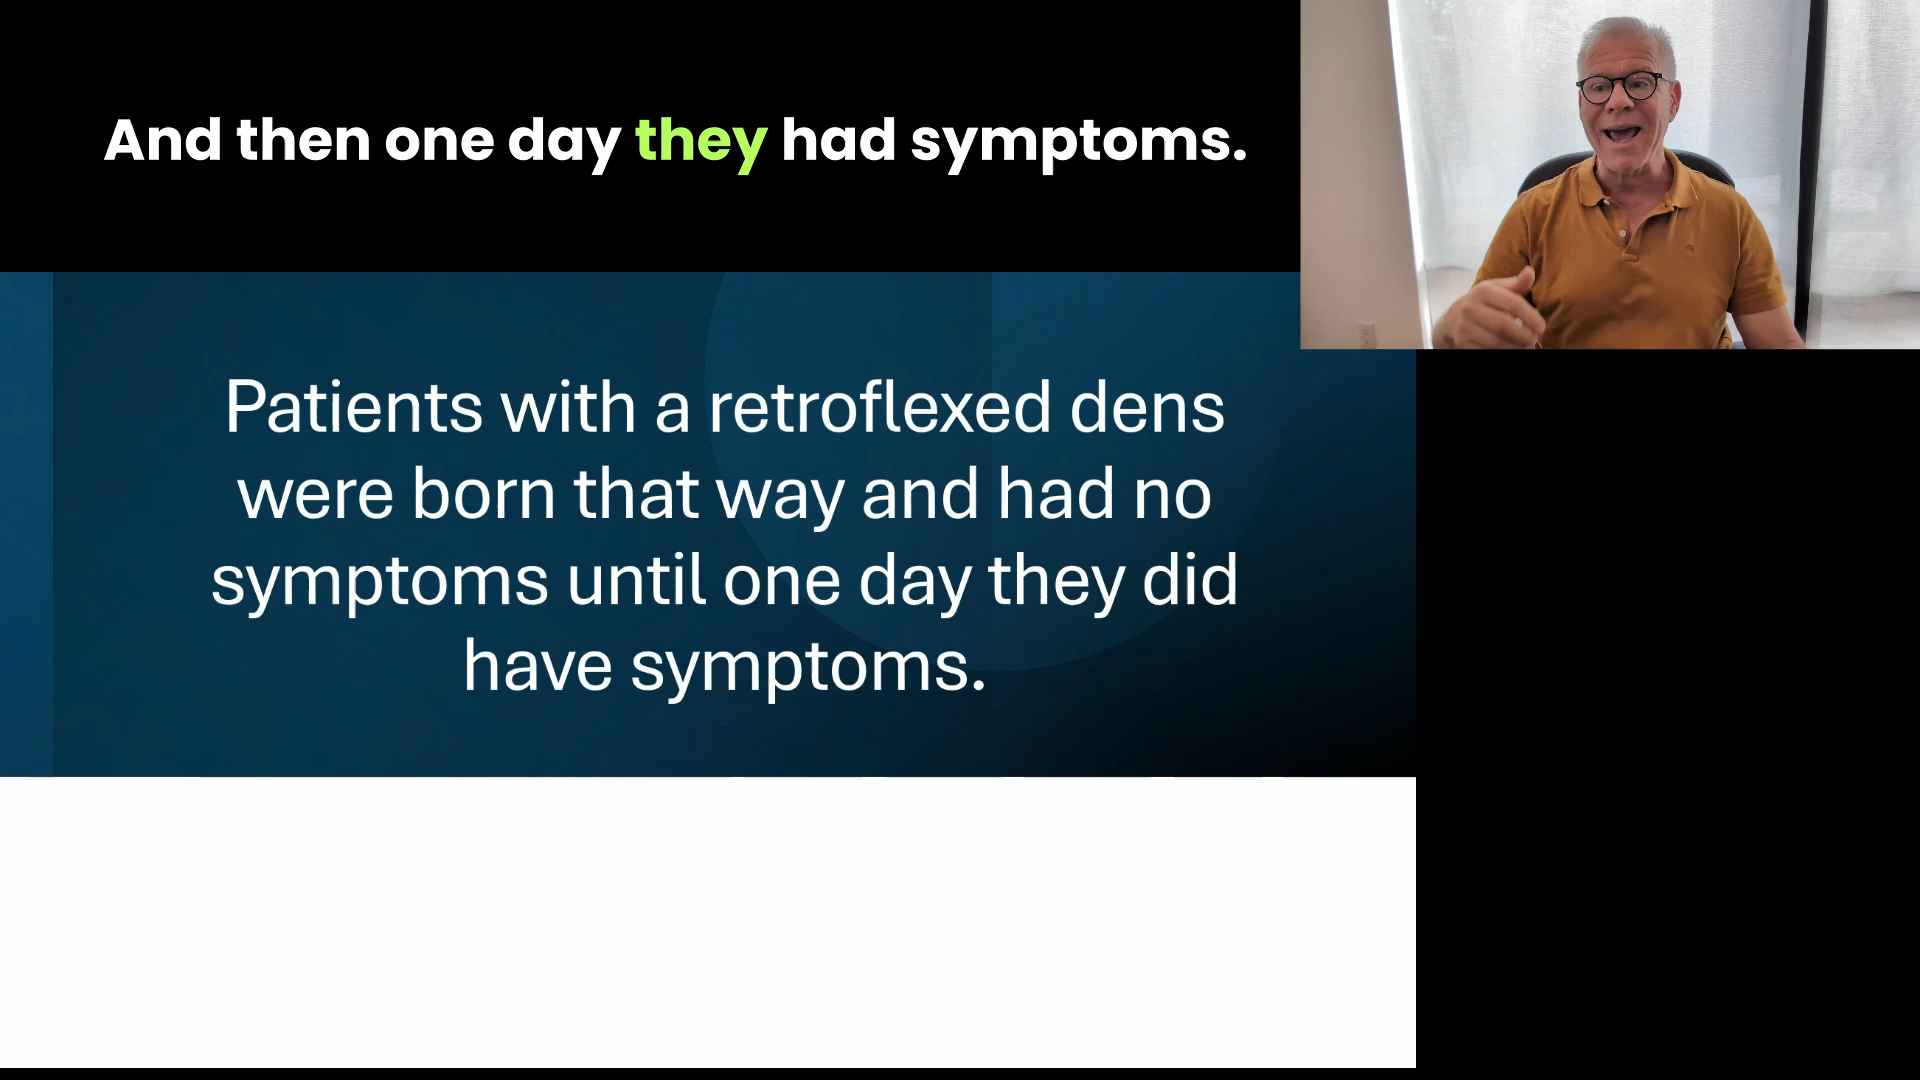 And then one day they had symptoms.
Patients with a retroflexed dens
were born that way and had no
symptoms until one day they did
have symptoms.